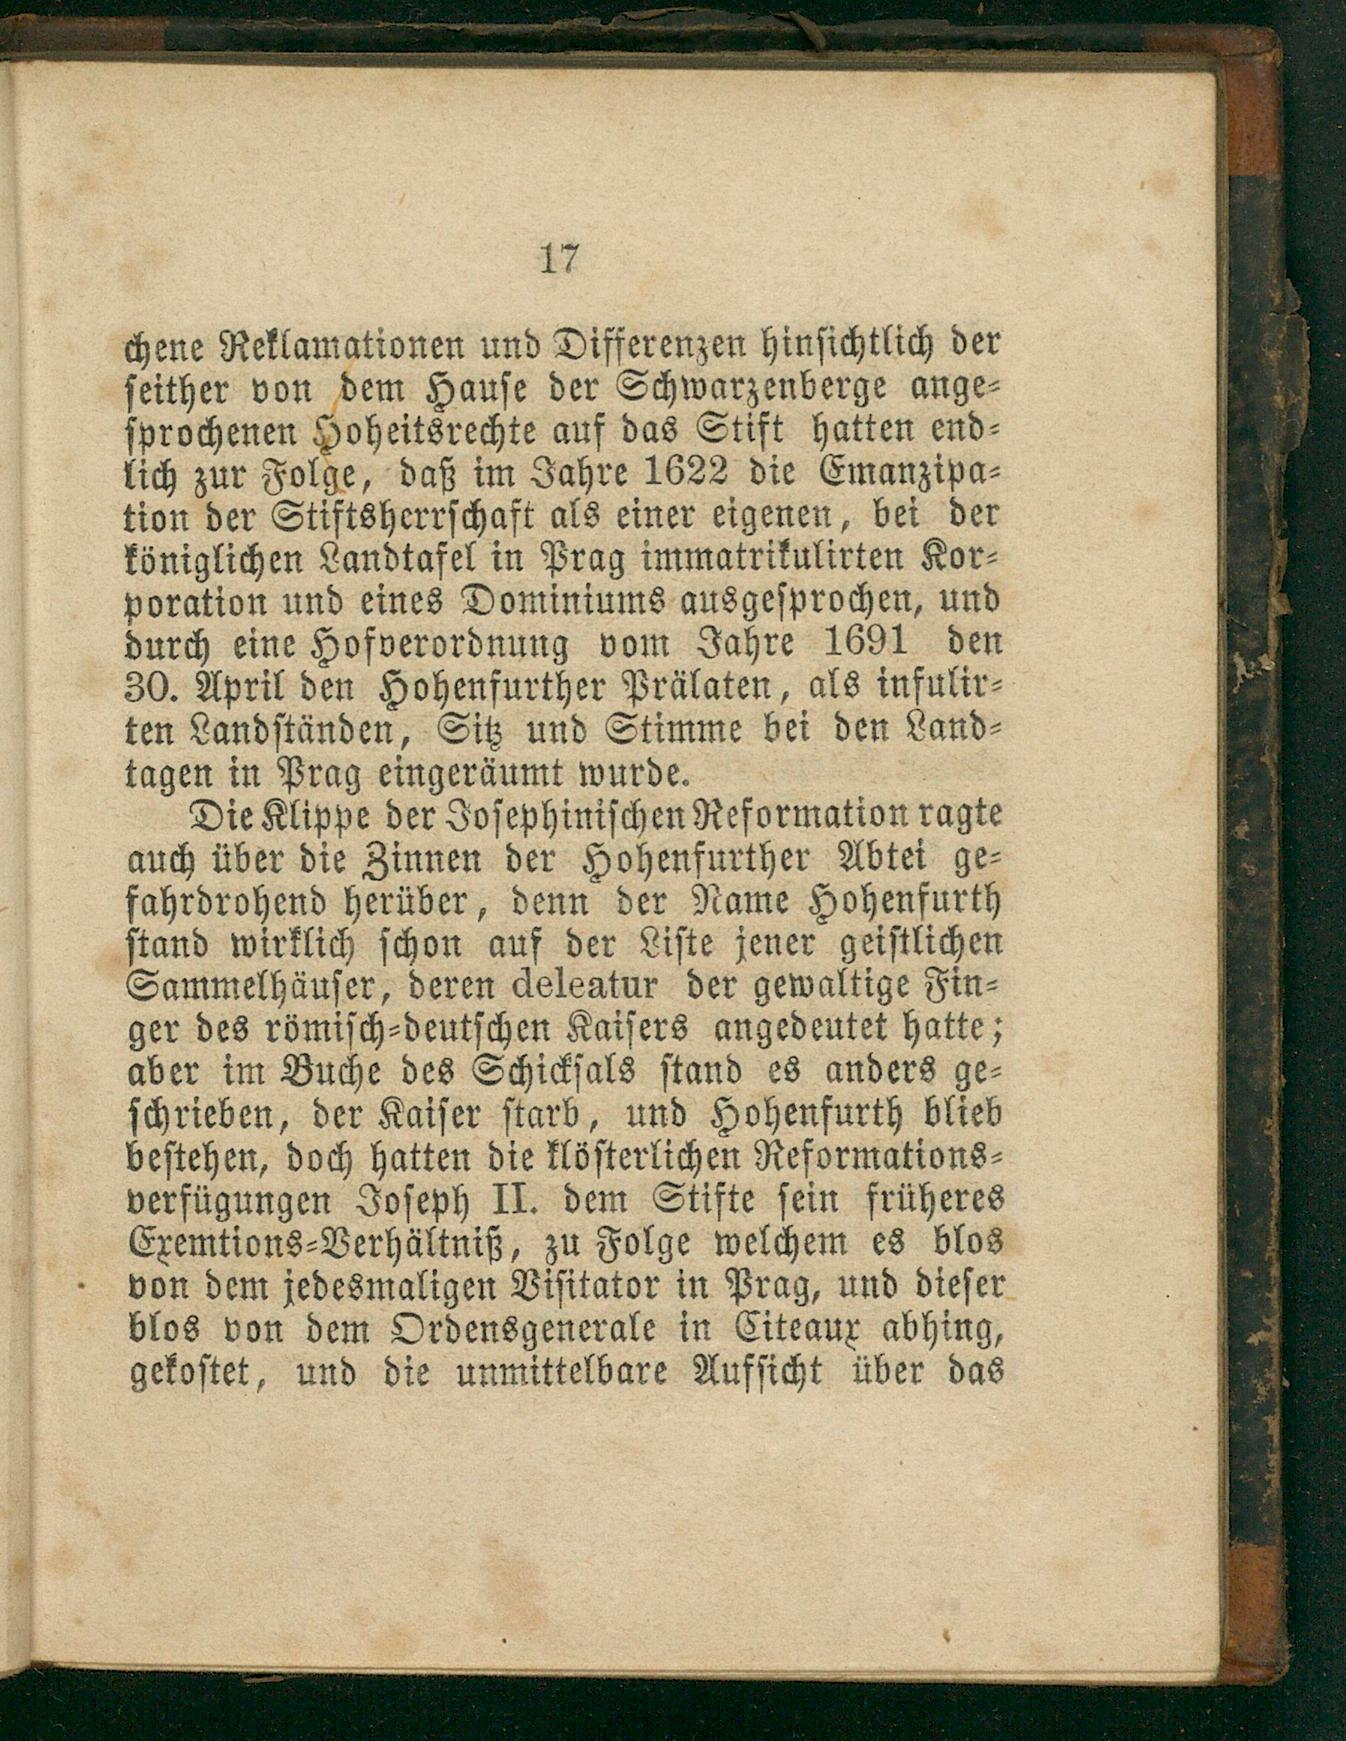 17
chene Reklamationen und Differenzen hinsichtlich der
seither von dem Hause der Schwarzenberge ange-
sprochenen Hoheitsrechte auf das Stift hatten end-
lich zur Folge, daß im Jahre 1622 die Emanzipa-
tion der Stiftsherrschaft als einer eigenen, bei der
königlichen Landtafel in Prag immatrikulirten Kor-
poration und eines Dominiums ausgesprochen, und
durch eine Hofverordnung vom Jahre 1691 den
30. April den Hohenfurther Prälaten, als infulir-
ten Landständen, Sitz und Stimme bei den Land-
tagen in Prag eingeräumt wurde.
Die Klippe der Josephinischen Reformation ragte
auch über die Zinnen der Hohenfurther Abtei ge-
fahrdrohend herüber, denn der Name Hohenfurth
stand wirklich schon auf der Liste jener geistlichen
Sammelhäuser, deren deleatur der gewaltige Fin-
ger des römisch-deutschen Kaisers angedeutet hatte;
aber im Buche des Schicksals stand es anders ge-
schrieben, der Kaiser starb, und Hohenfurth blieb
bestehen, doch hatten die klösterlichen Reformations-
verfügungen Joseph II. dem Stifte sein früheres
Exemtions-Verhältniß, zu Folge welchem es blos
von dem jedesmaligen Visitator in Prag, und dieser
blos von dem Ordensgenerale in Citeaux abhing,
gekostet, und die unmittelbare Aufsicht über das